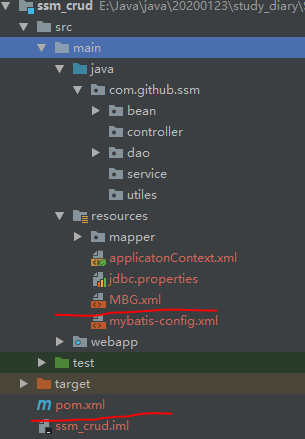 ssm_crud E:\Java\java\20200123\study_diary\S
src
main
java
com.github.ssm
bean
controller
dao
service
utiles
resources
mapper
applicatonContext.xml
jdbc.properties
MBG.xml
mybatis-config.xml
webapp
test
target
pom.xml
ssm_crud.iml